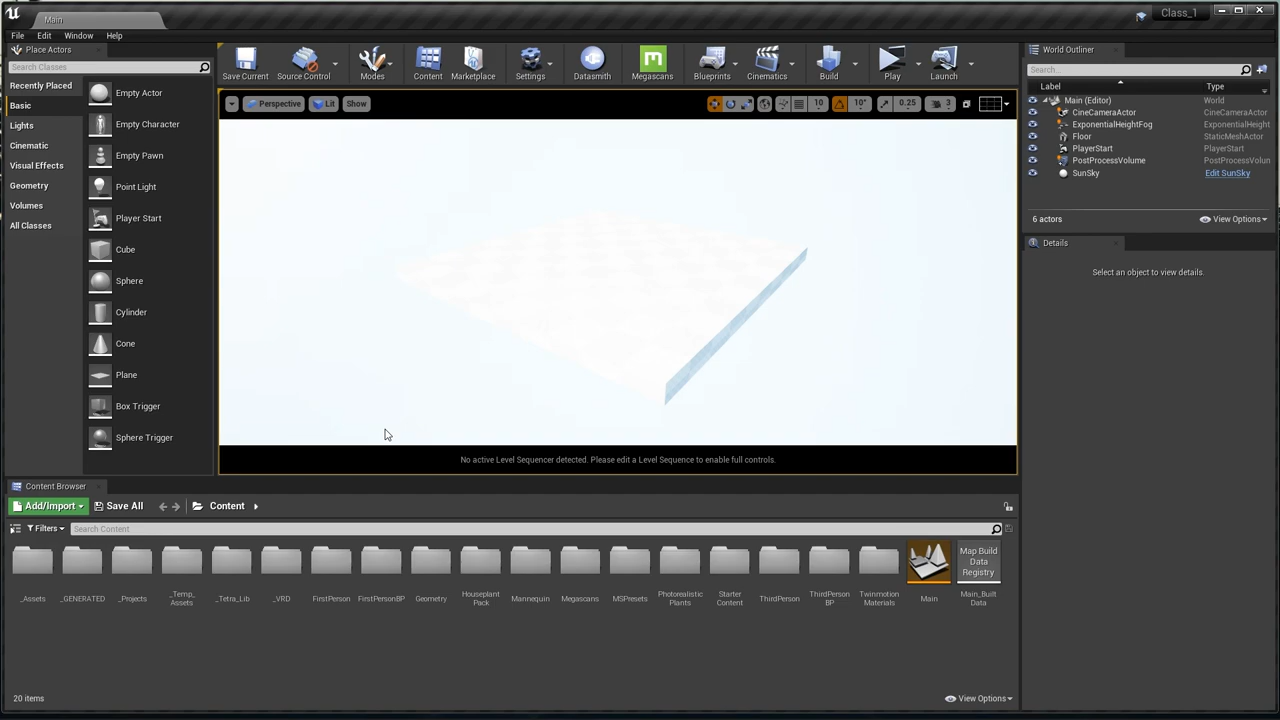 Main
Class_1
File Edit Window Help
Place Actors
Search Classes
Recently Placed
Basic
Lights
Cinematic
Visual Effects
Geometry
Volumes
All Classes
Empty Actor
Empty Character
Empty Pawn
Point Light
Player Start
Cube
Sphere
Cylinder
Cone
Plane
Box Trigger
Sphere Trigger
Save Current Source Control Modes Content Marketplace Settings Datasmith Megascans Blueprints Cinematics Build Play Launch
Perspective Lit Show 10 10° 0.25 3
No active Level Sequencer detected. Please edit a Level Sequence to enable full controls.
World Outliner
Search...
Label Type
Main (Editor) World
CineCameraActor CineCameraActor
ExponentialHeightFog ExponentialHeight
Floor StaticMeshActor
PlayerStart PlayerStart
PostProcessVolume PostProcessVolun
SunSky Edit SunSky
6 actors View Options
Details
Select an object to view details.
Content Browser
Add/Import Save All Content
Filters Search Content
Map Build
Data
Registry
_Assets
_GENERATED
_Projects
_Temp_
Assets
_Tetra_Lib
_VRD
FirstPerson
FirstPersonBP
Geometry
Houseplant
Pack
Mannequin
Megascans
MSPresets
Photorealistic
Plants
Starter
Content
ThirdPerson
ThirdPerson
BP
Twinmotion
Materials
Main
Main_Built
Data
20 items View Options